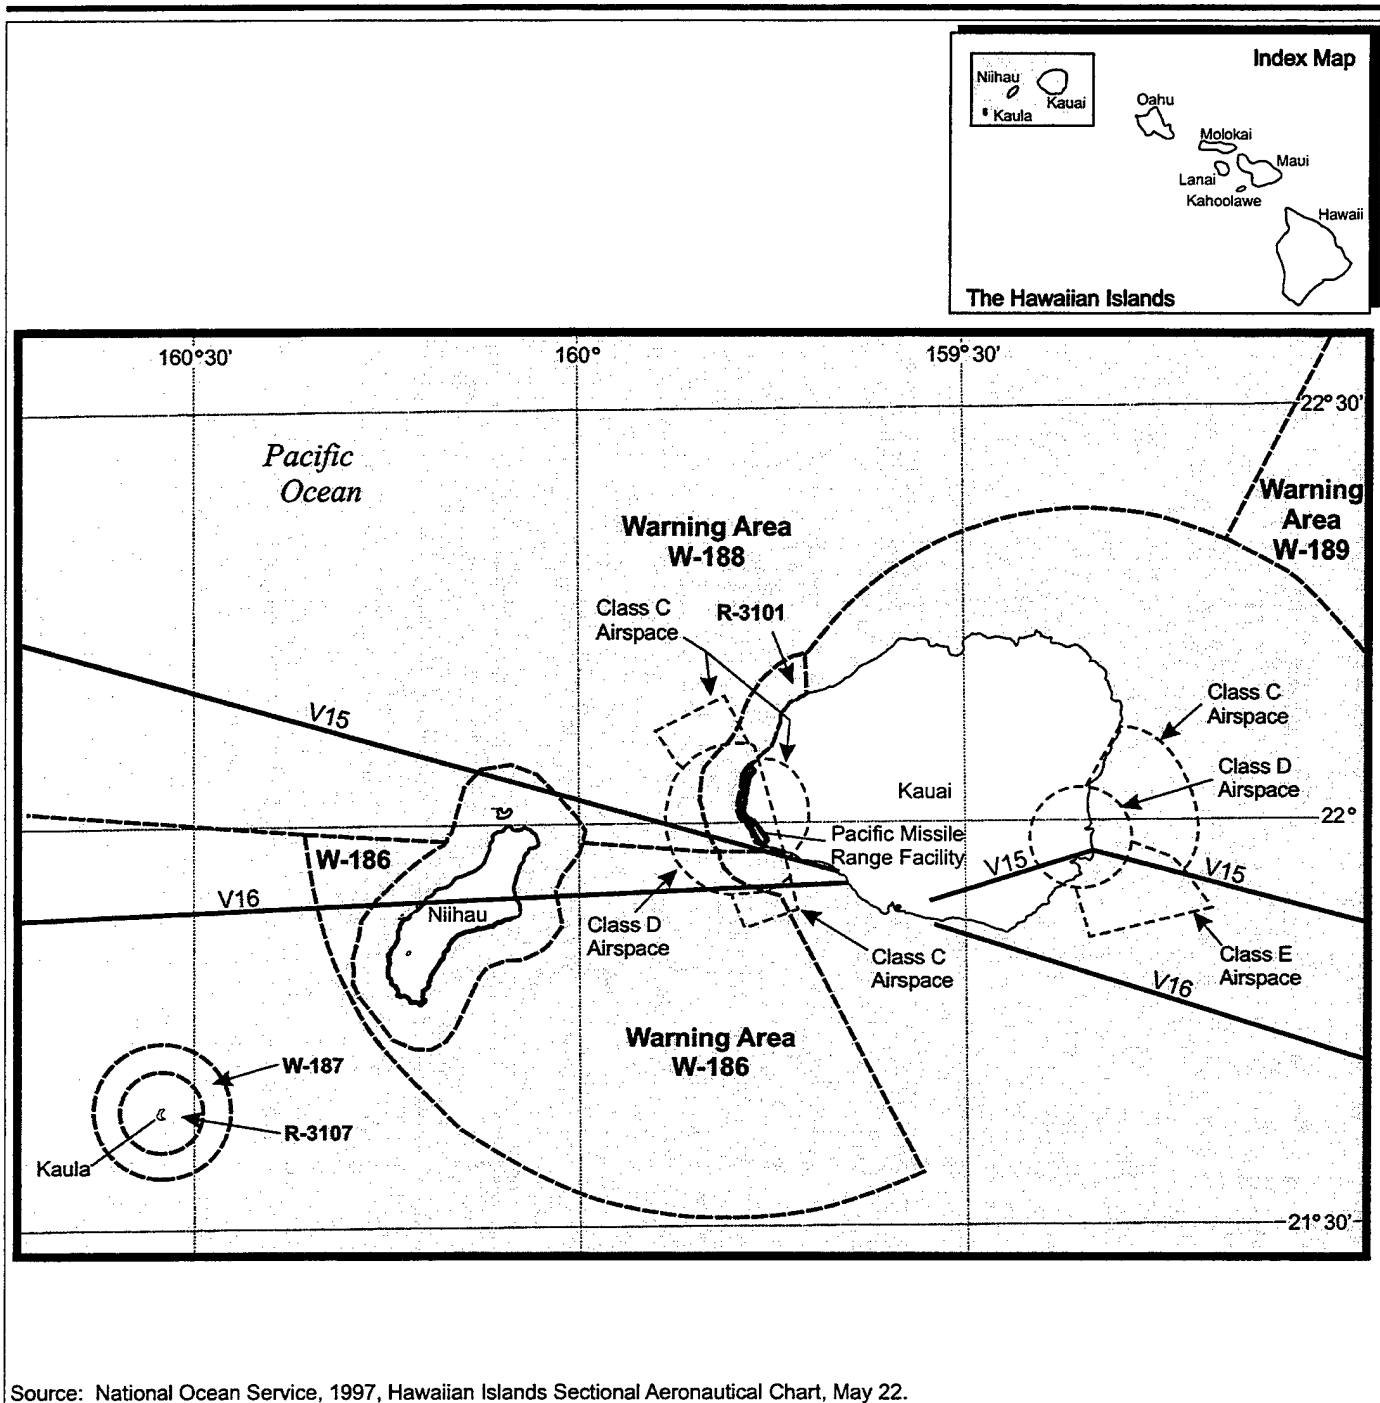 Index Map
Niihau
Kauai
Kaula
Oahu
Molokai
Maui
Lanai
Kahoolawe
Hawaii
The Hawaiian Islands
160°30'
160°
159°30'
22°30'
Pacific
Ocean
Warning
Area
W-189
Warning Area
W-188
Class C
Airspace
R-3101
V15
Class C
Airspace
Class D
Airspace
Kauai
22°
Pacific Missile
Range Facility
W-186
V15
V15
V16
Niihau
Class D
Airspace
Class C
Airspace
Class E
Airspace
V16
Warning Area
W-186
W-187
R-3107
Kaula
21°30'
Source: National Ocean Service, 1997, Hawaiian Islands Sectional Aeronautical Chart, May 22.